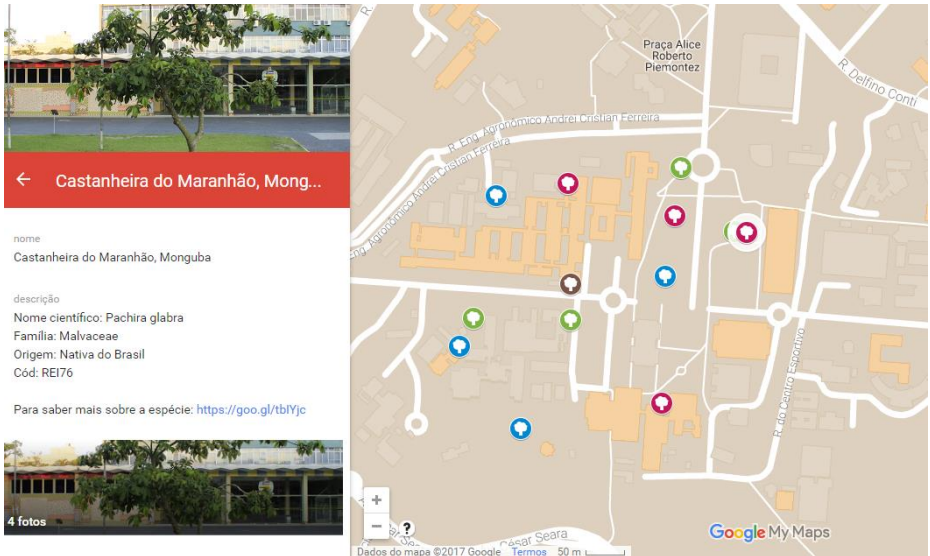 Castanheira do Maranhão, Mong...
nome
Castanheira do Maranhão, Monguba
descrição
Nome científico: Pachira glabra
Família: Malvaceae
Origem: Nativa do Brasil
Cód: REI76
Para saber mais sobre a espécie: https://goo.gl/tblYjc
4 fotos
R.
Praça Alice
Roberto
Piemontez
R. Delfino Conti
R. Eng. Agronômico Andrei Cristian Ferreira
Eng. Agronômico Andrei Cristian Ferreira
R. do Centro Esportivo
César Seara
+
−
?
Google My Maps
Dados do mapa ©2017 Google Termos 50 m